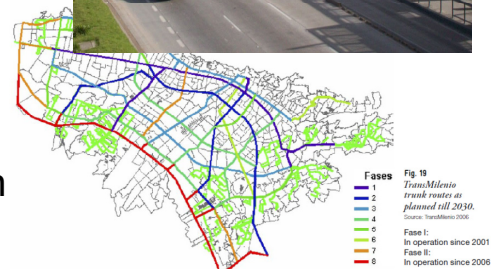 n
Fases
1
2
3
4
5
6
7
8
Fig. 19
TransMilenio
trunk routes as
planned till 2030.
Source: TransMilenio 2006
Fase I:
In operation since 2001
Fase II:
In operation since 2006